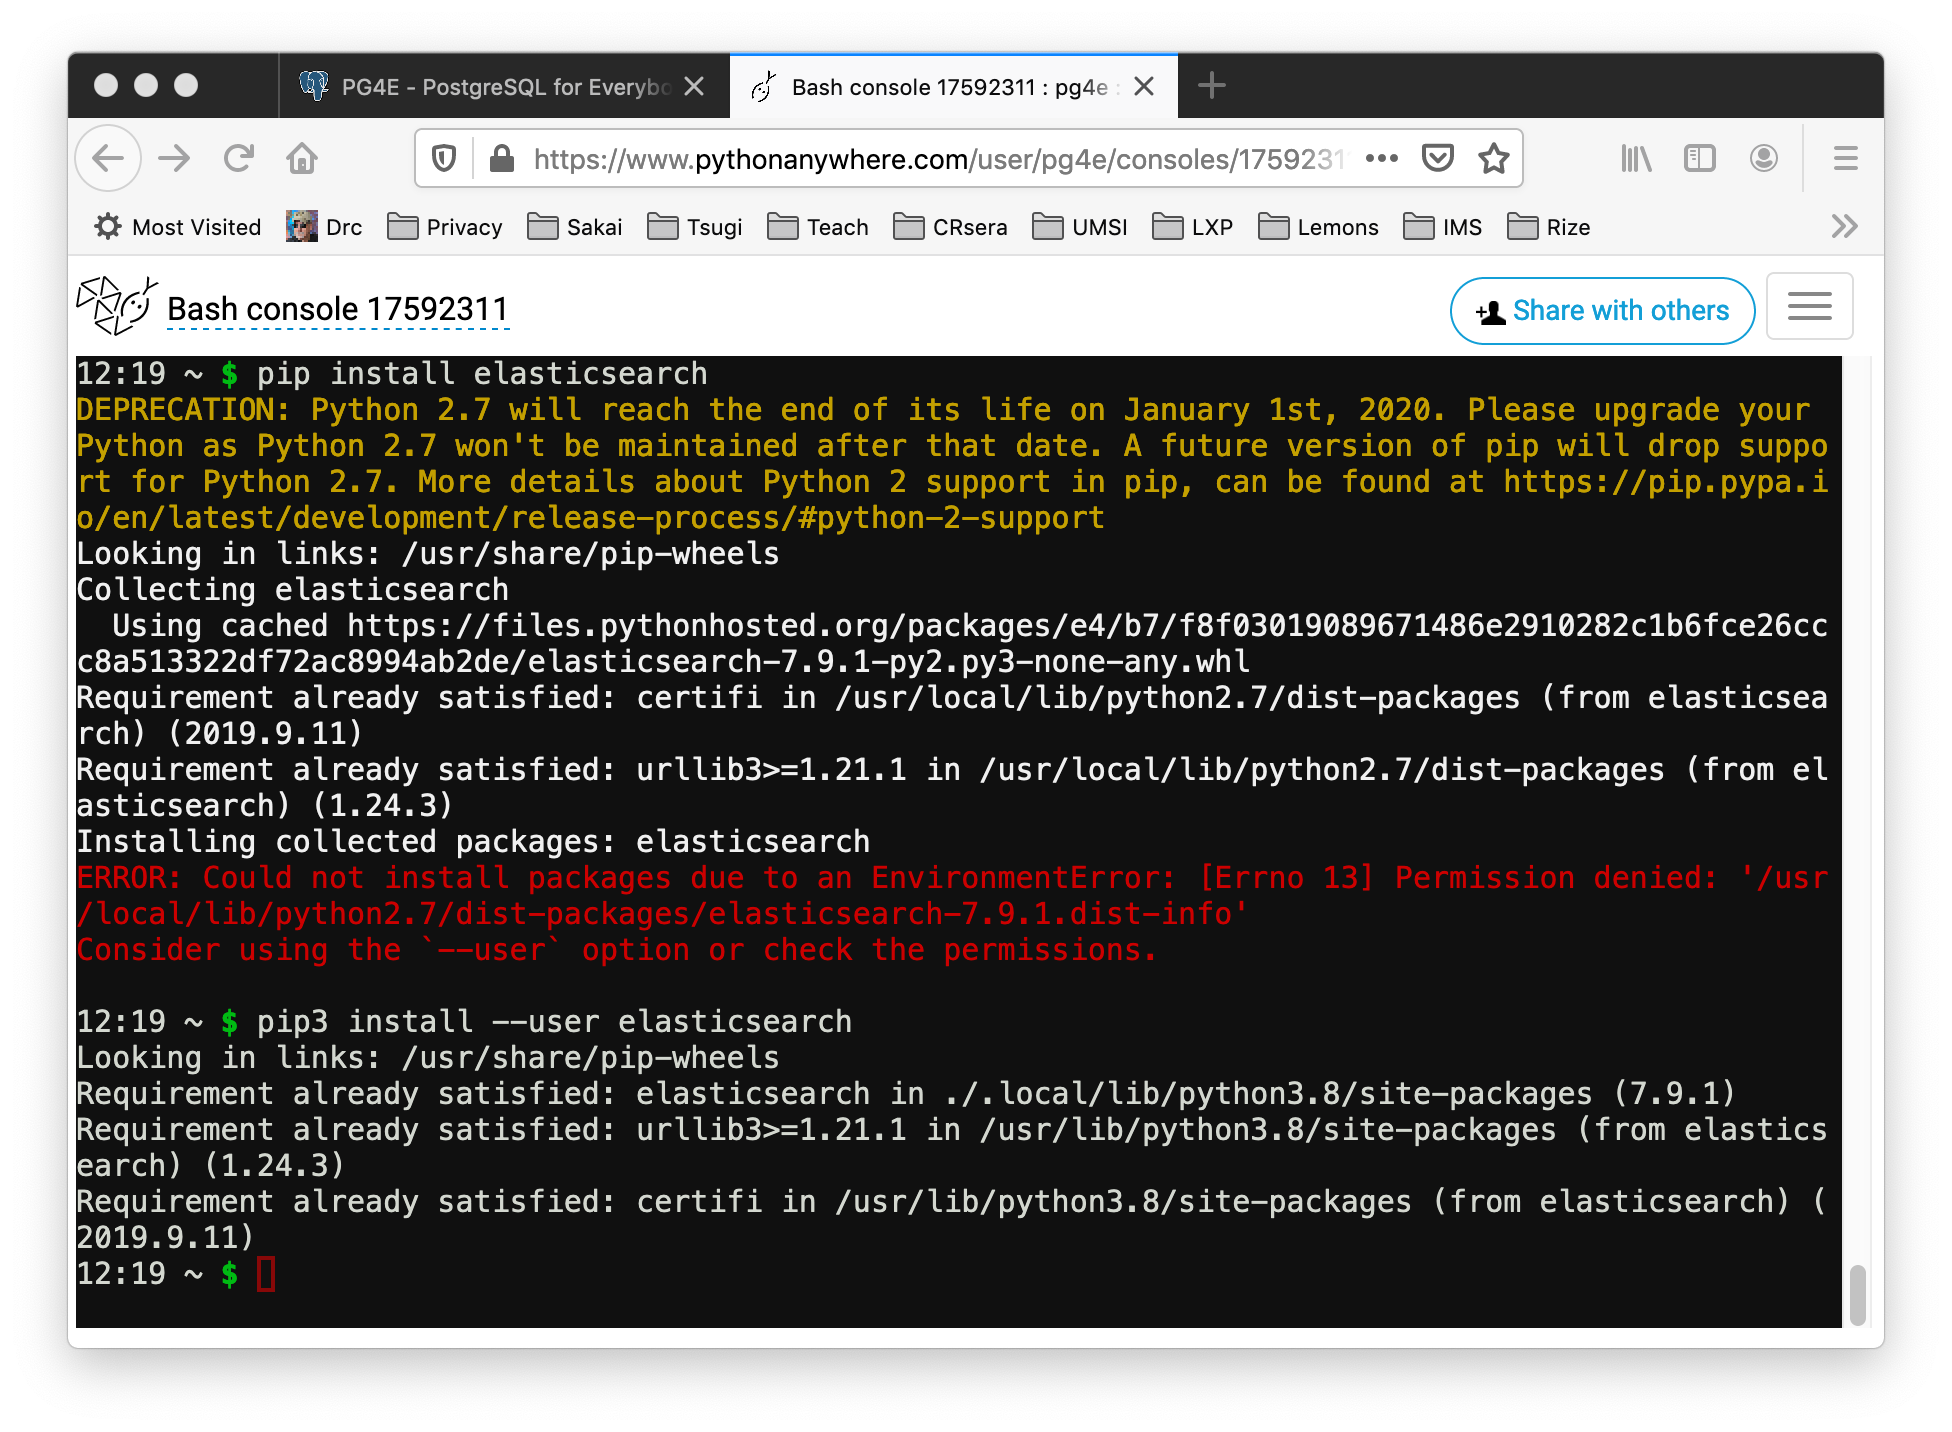 PG4E - PostgreSQL for Everybo
Bash console 17592311 : pg4e :
https://www.pythonanywhere.com/user/pg4e/consoles/1759231
Most Visited Drc Privacy Sakai Tsugi Teach CRsera UMSI LXP Lemons IMS Rize
Bash console 17592311
Share with others
12:19 ~ $ pip install elasticsearch
DEPRECATION: Python 2.7 will reach the end of its life on January 1st, 2020. Please upgrade your
Python as Python 2.7 won't be maintained after that date. A future version of pip will drop suppo
rt for Python 2.7. More details about Python 2 support in pip, can be found at https://pip.pypa.i
o/en/latest/development/release-process/#python-2-support
Looking in links: /usr/share/pip-wheels
Collecting elasticsearch
  Using cached https://files.pythonhosted.org/packages/e4/b7/f8f03019089671486e2910282c1b6fce26cc
c8a513322df72ac8994ab2de/elasticsearch-7.9.1-py2.py3-none-any.whl
Requirement already satisfied: certifi in /usr/local/lib/python2.7/dist-packages (from elasticsea
rch) (2019.9.11)
Requirement already satisfied: urllib3>=1.21.1 in /usr/local/lib/python2.7/dist-packages (from el
asticsearch) (1.24.3)
Installing collected packages: elasticsearch
ERROR: Could not install packages due to an EnvironmentError: [Errno 13] Permission denied: '/usr
/local/lib/python2.7/dist-packages/elasticsearch-7.9.1.dist-info'
Consider using the `--user` option or check the permissions.
12:19 ~ $ pip3 install --user elasticsearch
Looking in links: /usr/share/pip-wheels
Requirement already satisfied: elasticsearch in ./.local/lib/python3.8/site-packages (7.9.1)
Requirement already satisfied: urllib3>=1.21.1 in /usr/lib/python3.8/site-packages (from elastics
earch) (1.24.3)
Requirement already satisfied: certifi in /usr/lib/python3.8/site-packages (from elasticsearch) (
2019.9.11)
12:19 ~ $